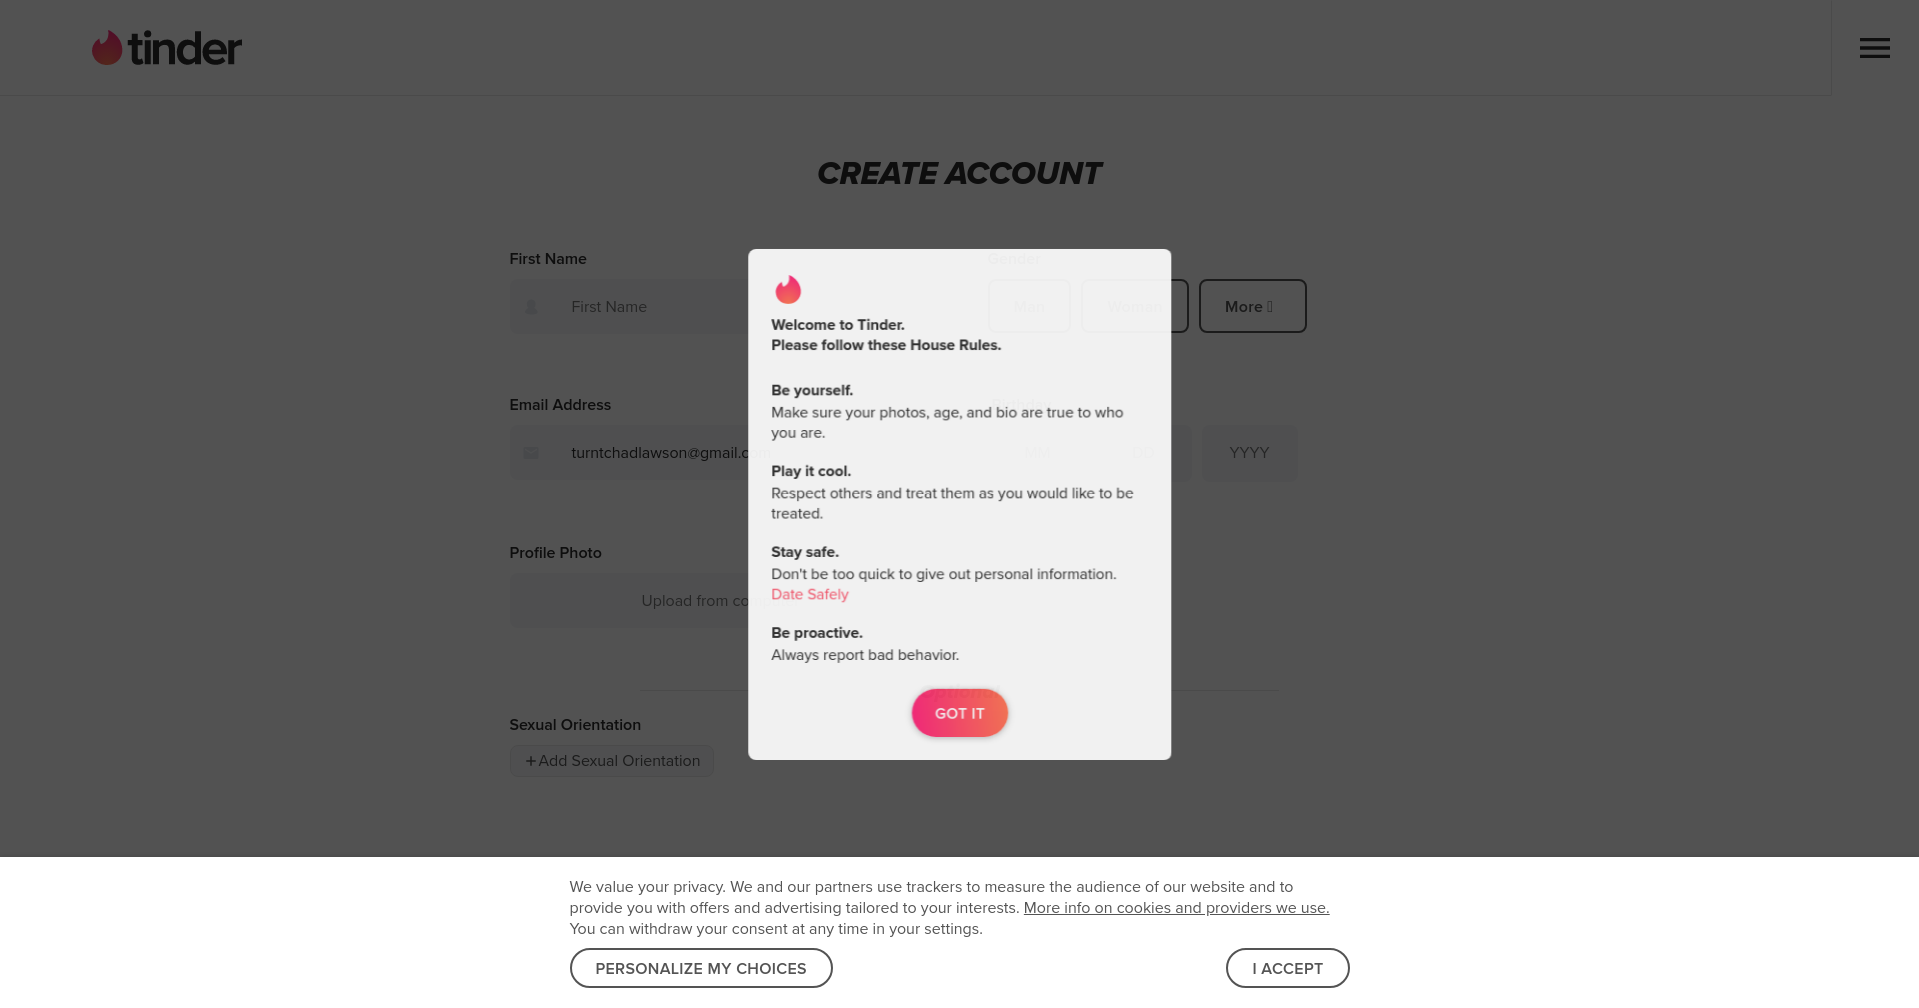 tinder
CREATE ACCOUNT
First Name
Gender
First Name
Man
Woman
More
Welcome to Tinder.
Please follow these House Rules.
Be yourself.
Make sure your photos, age, and bio are true to who
you are.
Email Address
Birthday
turntchadlawson@gmail.c
MM
DD
YYYY
Play it cool.
Respect others and treat them as you would like to be
treated.
Profile Photo
Stay safe.
Don't be too quick to give out personal information.
Date Safely
Upload from co
Be proactive.
Always report bad behavior.
GOT IT
Sexual Orientation
+Add Sexual Orientation
We value your privacy. We and our partners use trackers to measure the audience of our website and to
provide you with offers and advertising tailored to your interests. More info on cookies and providers we use.
You can withdraw your consent at any time in your settings.
PERSONALIZE MY CHOICES
I ACCEPT